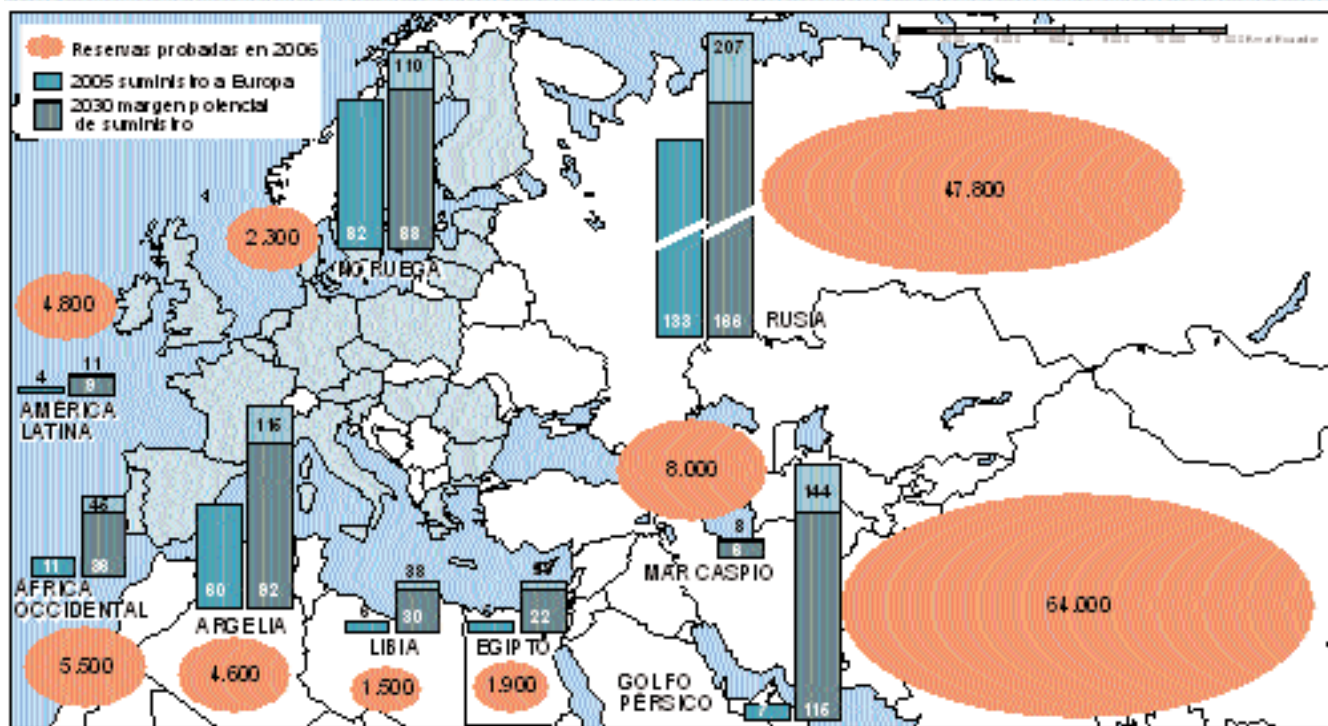 Reservas probadas en 2006
2005 suministro a Europa
2030 margen potencial
de suministro
110
207
4
47.800
2.300
82
88
NORUEGA
4.800
133
166
RUSIA
4
11
9
AMÉRICA
LATINA
116
8.000
144
46
8
11
36
6
MAR CASPIO
ÁFRICA
OCCIDENTAL
60
92
ARGELIA
38
30
LIBIA
22
EGIPTO
64.000
5.500
4.600
1.500
1.900
GOLFO
PÉRSICO
7
116